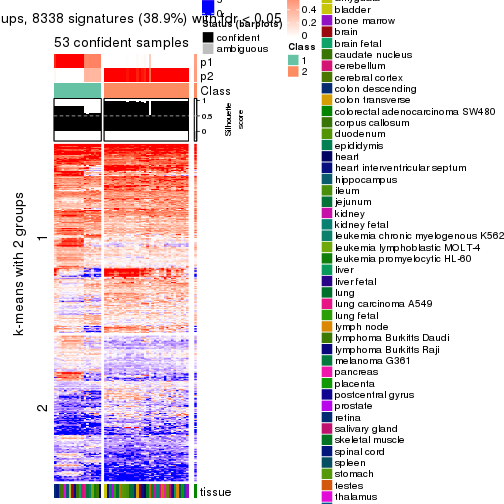 ups, 8338 signatures (38.9%) with fdr < 0.05
53 confident samples
p1
p2
Class
1
0.5
0
Silhouette
score
k-means with 2 groups
1
2
tissue
0
Status (barplots)
confident
ambiguous
0.4
0.2
0
Class
1
2
bladder
bone marrow
brain
brain fetal
caudate nucleus
cerebellum
cerebral cortex
colon descending
colon transverse
colorectal adenocarcinoma SW480
corpus callosum
duodenum
epididymis
heart
heart interventricular septum
hippocampus
ileum
jejunum
kidney
kidney fetal
leukemia chronic myelogenous K562
leukemia lymphoblastic MOLT-4
leukemia promyelocytic HL-60
liver
liver fetal
lung
lung carcinoma A549
lung fetal
lymph node
lymphoma Burkitts Daudi
lymphoma Burkitts Raji
melanoma G361
pancreas
placenta
postcentral gyrus
prostate
retina
salivary gland
skeletal muscle
spinal cord
spleen
stomach
testes
thalamus